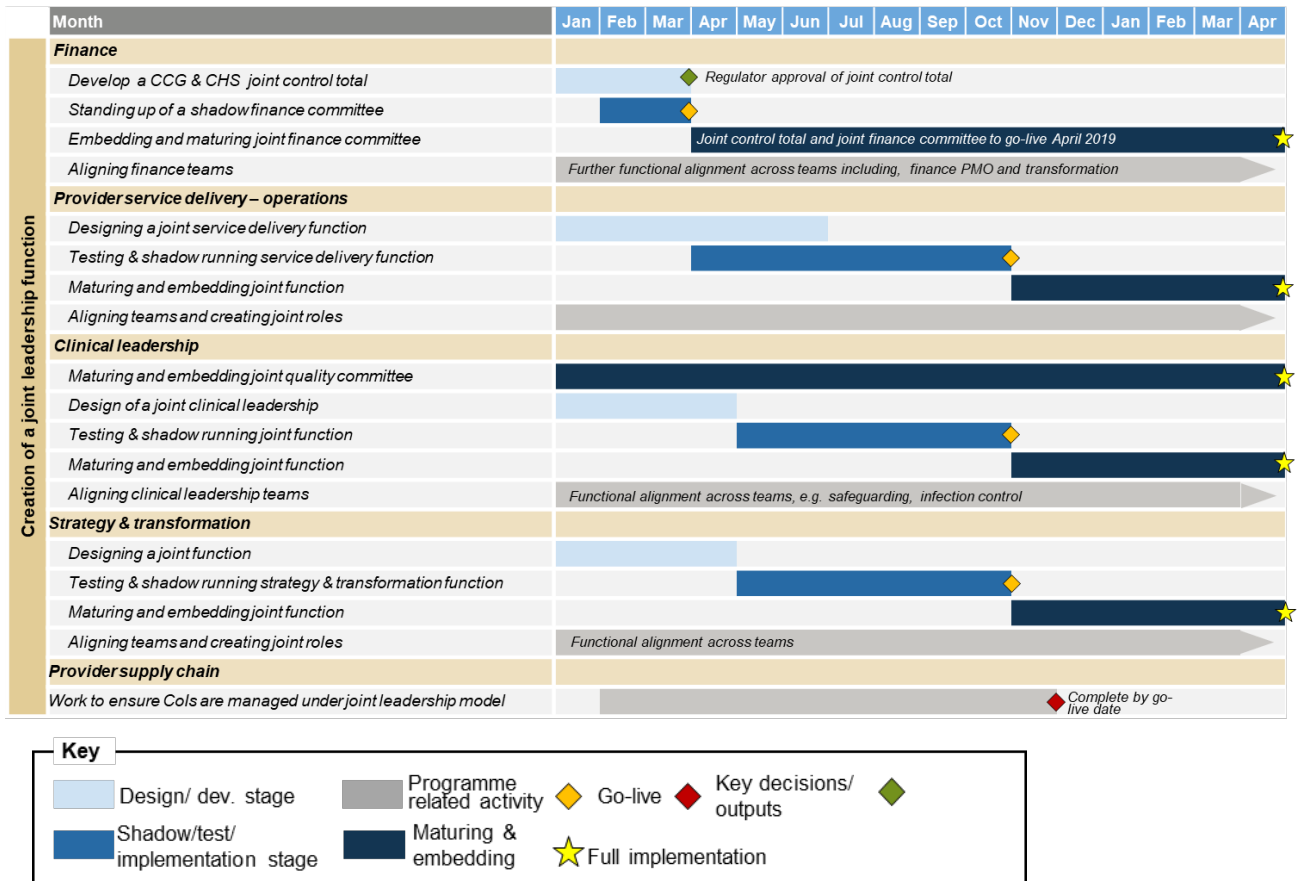 Month Jan Feb Mar Apr May Jun Jul Aug Sep Oct Nov Dec Jan Feb Mar Apr
Creation of a joint leadership function
Finance
Develop a CCG & CHS joint control total Regulator approval of joint control total
Standing up of a shadow finance committee
Embedding and maturing joint finance committee Joint control total and joint finance committee to go-live April 2019
Aligning finance teams Further functional alignment across teams including, finance PMO and transformation
Provider service delivery – operations
Designing a joint service delivery function
Testing & shadow running service delivery function
Maturing and embedding joint function
Aligning teams and creating joint roles
Clinical leadership
Maturing and embedding joint quality committee
Design of a joint clinical leadership
Testing & shadow running joint function
Maturing and embedding joint function
Aligning clinical leadership teams Functional alignment across teams, e.g. safeguarding, infection control
Strategy & transformation
Designing a joint function
Testing & shadow running strategy & transformation function
Maturing and embedding joint function
Aligning teams and creating joint roles Functional alignment across teams
Provider supply chain
Work to ensure CoIs are managed under joint leadership model Complete by go-
live date
Key
Design/ dev. stage
Programme
related activity
Go-live
Key decisions/
outputs
Shadow/test/
implementation stage
Maturing &
embedding
Full implementation